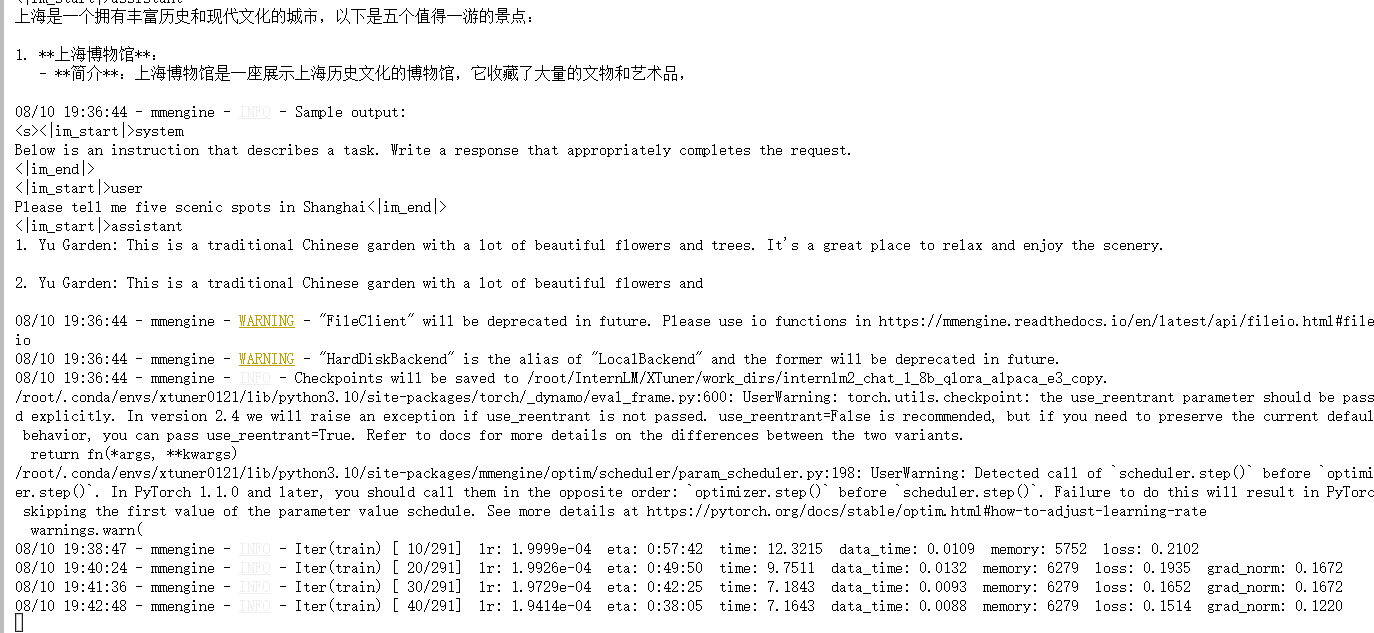 <|im_start|>assistant
上海是一个拥有丰富历史和现代文化的城市，以下是五个值得一游的景点：
1. **上海博物馆**：
- **简介**：上海博物馆是一座展示上海历史文化的博物馆，它收藏了大量的文物和艺术品，
08/10 19:36:44 - mmengine - INFO - Sample output:
<s><|im_start|>system
Below is an instruction that describes a task. Write a response that appropriately completes the request.
<|im_end|>
<|im_start|>user
Please tell me five scenic spots in Shanghai<|im_end|>
<|im_start|>assistant
1. Yu Garden: This is a traditional Chinese garden with a lot of beautiful flowers and trees. It's a great place to relax and enjoy the scenery.
2. Yu Garden: This is a traditional Chinese garden with a lot of beautiful flowers and
08/10 19:36:44 - mmengine - WARNING - "FileClient" will be deprecated in future. Please use io functions in https://mmengine.readthedocs.io/en/latest/api/fileio.html#file
io
08/10 19:36:44 - mmengine - WARNING - "HardDiskBackend" is the alias of "LocalBackend" and the former will be deprecated in future.
08/10 19:36:44 - mmengine - INFO - Checkpoints will be saved to /root/InternLM/XTuner/work_dirs/internlm2_chat_1_8b_qlora_alpaca_e3_copy.
/root/.conda/envs/xtuner0121/lib/python3.10/site-packages/torch/_dynamo/eval_frame.py:600: UserWarning: torch.utils.checkpoint: the use_reentrant parameter should be pass
d explicitly. In version 2.4 we will raise an exception if use_reentrant is not passed. use_reentrant=False is recommended, but if you need to preserve the current defaul
behavior, you can pass use_reentrant=True. Refer to docs for more details on the differences between the two variants.
return fn(*args, **kwargs)
/root/.conda/envs/xtuner0121/lib/python3.10/site-packages/mmengine/optim/scheduler/param_scheduler.py:198: UserWarning: Detected call of `scheduler.step()` before `optimi
er.step()`. In PyTorch 1.1.0 and later, you should call them in the opposite order: `optimizer.step()` before `scheduler.step()`. Failure to do this will result in PyTorc
skipping the first value of the parameter value schedule. See more details at https://pytorch.org/docs/stable/optim.html#how-to-adjust-learning-rate
warnings.warn(
08/10 19:38:47 - mmengine - INFO - Iter(train) [ 10/291] lr: 1.9999e-04 eta: 0:57:42 time: 12.3215 data_time: 0.0109 memory: 5752 loss: 0.2102
08/10 19:40:24 - mmengine - INFO - Iter(train) [ 20/291] lr: 1.9926e-04 eta: 0:49:50 time: 9.7511 data_time: 0.0132 memory: 6279 loss: 0.1935 grad_norm: 0.1672
08/10 19:41:36 - mmengine - INFO - Iter(train) [ 30/291] lr: 1.9729e-04 eta: 0:42:25 time: 7.1843 data_time: 0.0093 memory: 6279 loss: 0.1652 grad_norm: 0.1672
08/10 19:42:48 - mmengine - INFO - Iter(train) [ 40/291] lr: 1.9414e-04 eta: 0:38:05 time: 7.1643 data_time: 0.0088 memory: 6279 loss: 0.1514 grad_norm: 0.1220